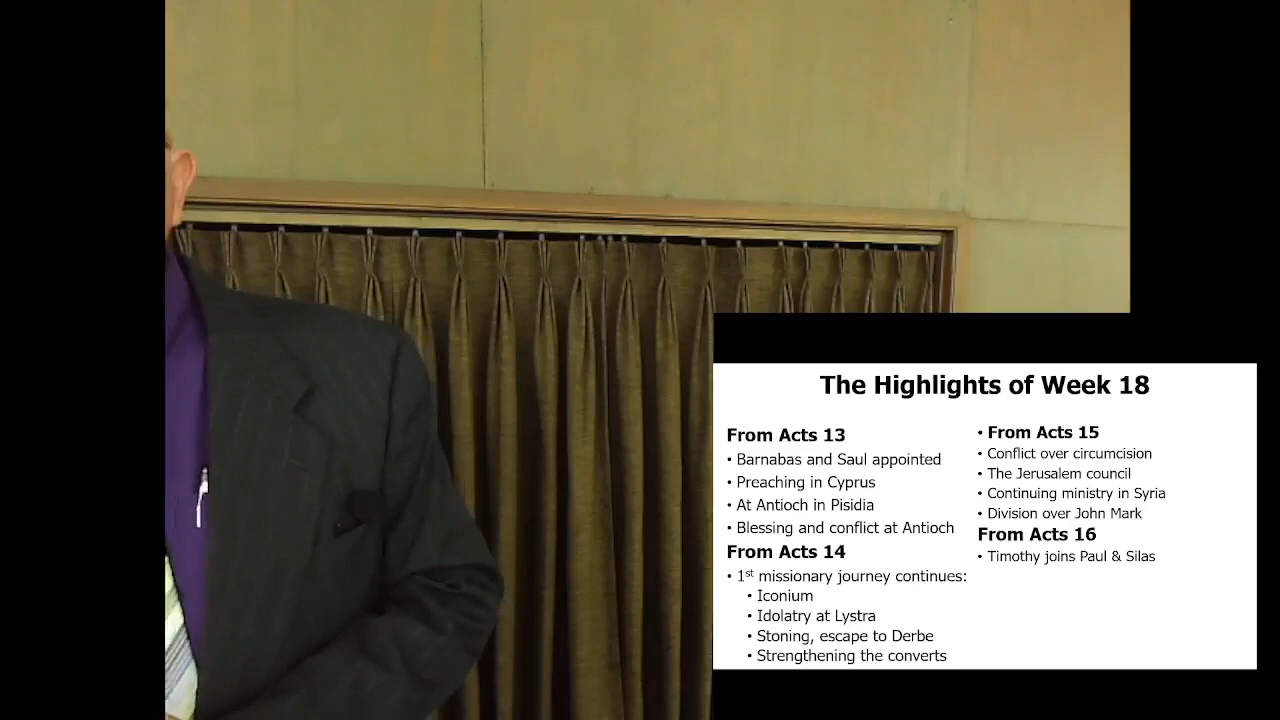 The Highlights of Week 18
From Acts 13
• Barnabas and Saul appointed
• Preaching in Cyprus
• At Antioch in Pisidia
• Blessing and conflict at Antioch
From Acts 14
• 1st missionary journey continues:
• Iconium
• Idolatry at Lystra
• Stoning, escape to Derbe
• Strengthening the converts
• From Acts 15
• Conflict over circumcision
• The Jerusalem council
• Continuing ministry in Syria
• Division over John Mark
From Acts 16
• Timothy joins Paul & Silas